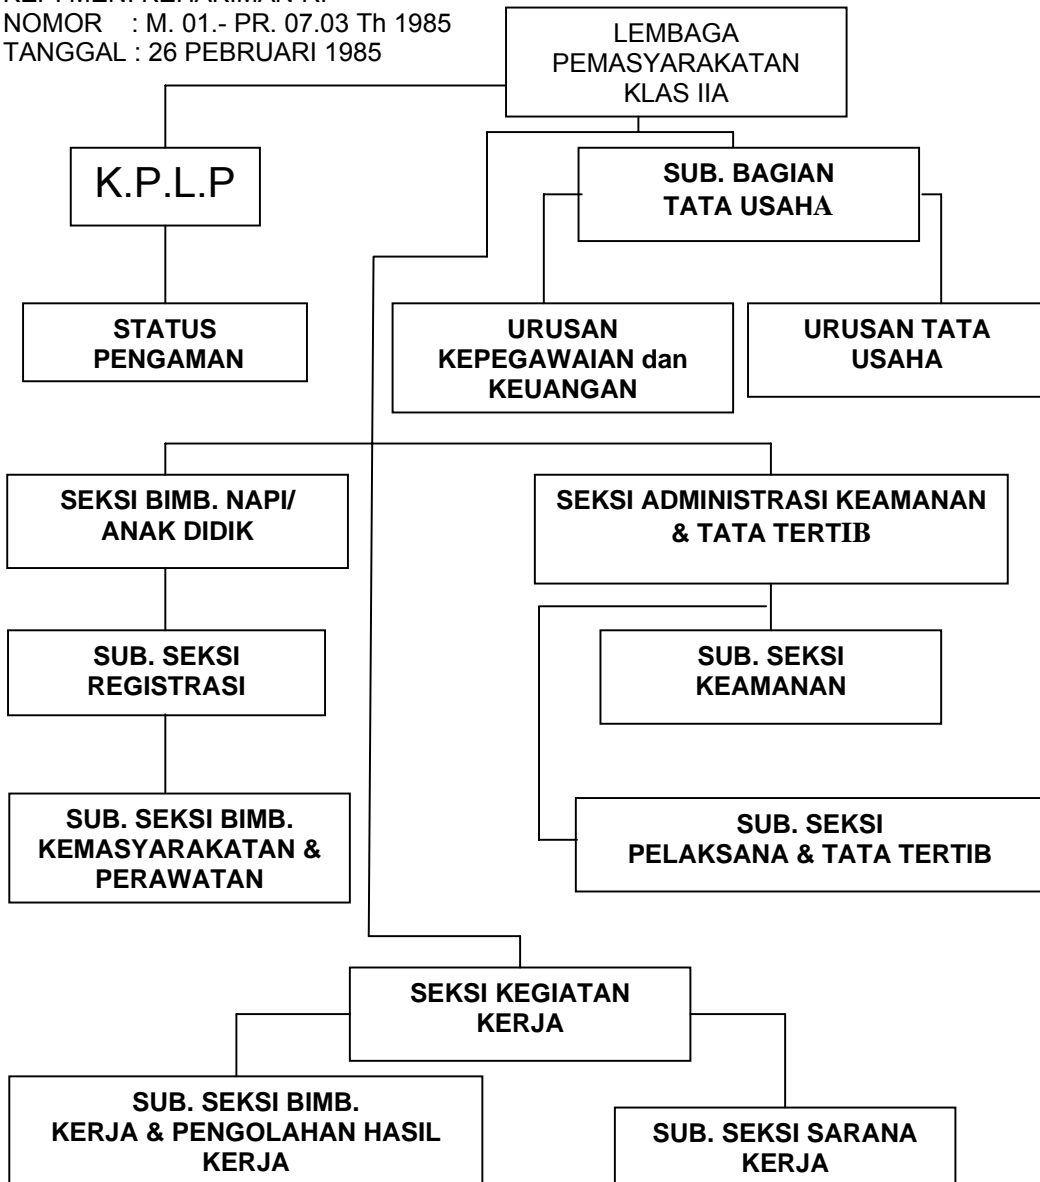 NOMOR : M. 01.- PR. 07.03 Th 1985
TANGGAL : 26 PEBRUARI 1985
LEMBAGA
PEMASYARAKATAN
KLAS IIA
K.P.L.P
SUB. BAGIAN
TATA USAHA
STATUS
PENGAMAN
URUSAN
KEPEGAWAIAN dan
KEUANGAN
URUSAN TATA
USAHA
SEKSI BIMB. NAPI/
ANAK DIDIK
SEKSI ADMINISTRASI KEAMANAN
& TATA TERTIB
SUB. SEKSI
REGISTRASI
SUB. SEKSI
KEAMANAN
SUB. SEKSI BIMB.
KEMASYARAKATAN &
PERAWATAN
SUB. SEKSI
PELAKSANA & TATA TERTIB
SEKSI KEGIATAN
KERJA
SUB. SEKSI BIMB.
KERJA & PENGOLAHAN HASIL
KERJA
SUB. SEKSI SARANA
KERJA